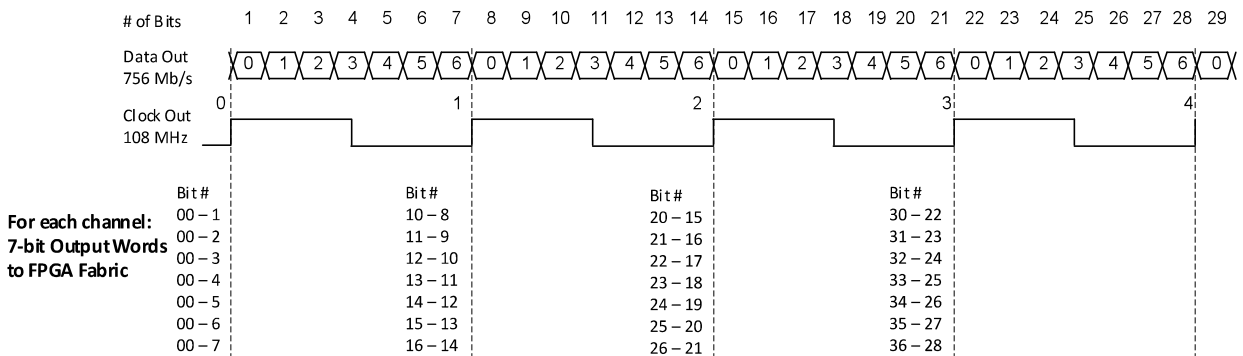 # of Bits 1 2 3 4 5 6 7 8 9 10 11 12 13 14 15 16 17 18 19 20 21 22 23 24 25 26 27 28 29
Data Out 0 1 2 3 4 5 6 0 1 2 3 4 5 6 0 1 2 3 4 5 6 0 1 2 3 4 5 6 0
756 Mb/s
0 1 2 3 4
Clock Out
108 MHz
For each channel:
7-bit Output Words
to FPGA Fabric
Bit #
00 – 1
00 – 2
00 – 3
00 – 4
00 – 5
00 – 6
00 – 7
Bit #
10 – 8
11 – 9
12 – 10
13 – 11
14 – 12
15 – 13
16 – 14
Bit #
20 – 15
21 – 16
22 – 17
23 – 18
24 – 19
25 – 20
26 – 21
Bit #
30 – 22
31 – 23
32 – 24
33 – 25
34 – 26
35 – 27
36 – 28